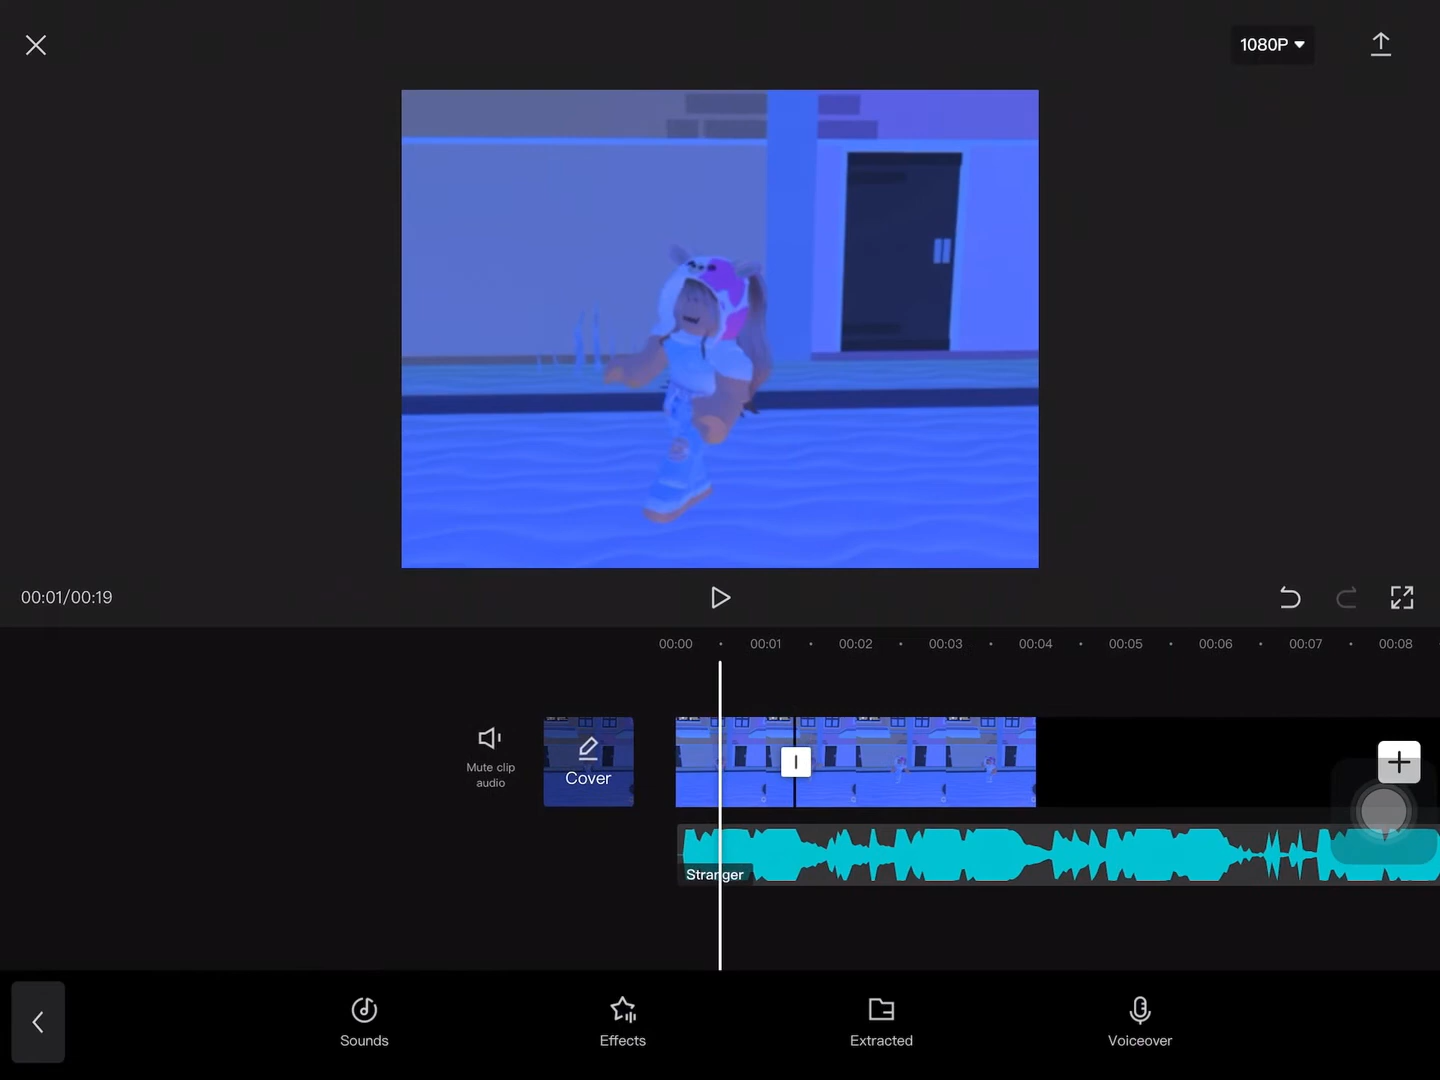 1080P
00:01/00:19
00:00 00:01 00:02 00:03 00:04 00:05 00:06 00:07 00:08
Mute clip
audio
Cover
Stranger
Sounds
Effects
Extracted
Voiceover